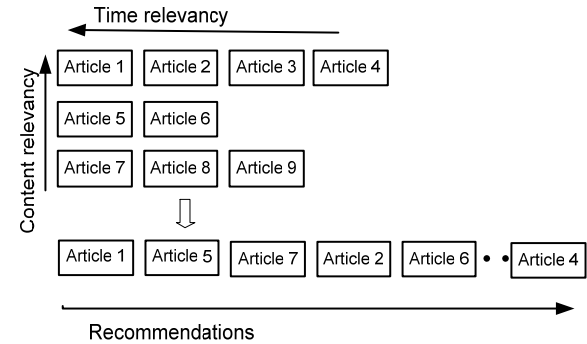 Time relevancy
Content relevancy
Article 1 Article 2 Article 3 Article 4
Article 5 Article 6
Article 7 Article 8 Article 9
Article 1 Article 5 Article 7 Article 2 Article 6 • • Article 4
Recommendations